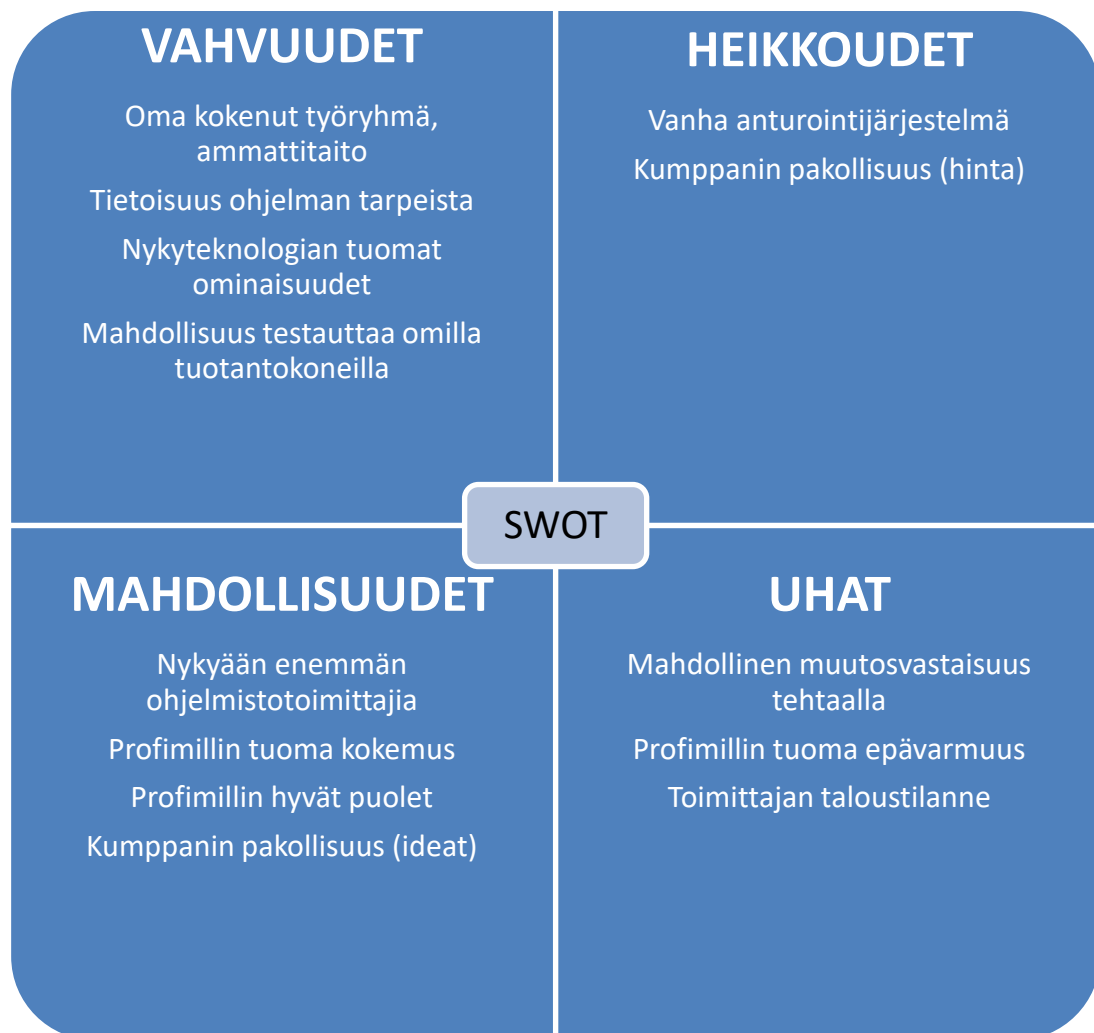 VAHVUUDET
Oma kokenut työryhmä,
ammattitaito
Tietoisuus ohjelman tarpeista
Nykyteknologian tuomat
ominaisuudet
Mahdollisuus testauttaa omilla
tuotantokoneilla
HEIKKOUDET
Vanha anturointijärjestelmä
Kumppanin pakollisuus (hinta)
SWOT
MAHDOLLISUUDET
Nykyään enemmän
ohjelmistotoimittajia
Profimillin tuoma kokemus
Profimillin hyvät puolet
Kumppanin pakollisuus (ideat)
UHAT
Mahdollinen muutosvastaisuus
tehtaalla
Profimillin tuoma epävarmuus
Toimittajan taloustilanne